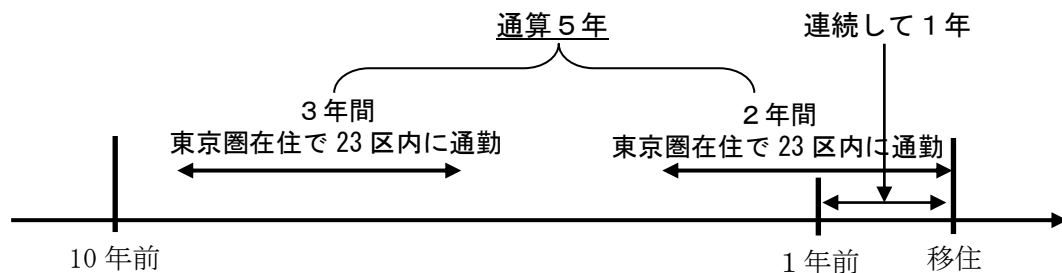 通算５年
連続して１年
３年間
東京圏在住で 23 区内に通勤
２年間
東京圏在住で 23 区内に通勤
10 年前
１年前
移住